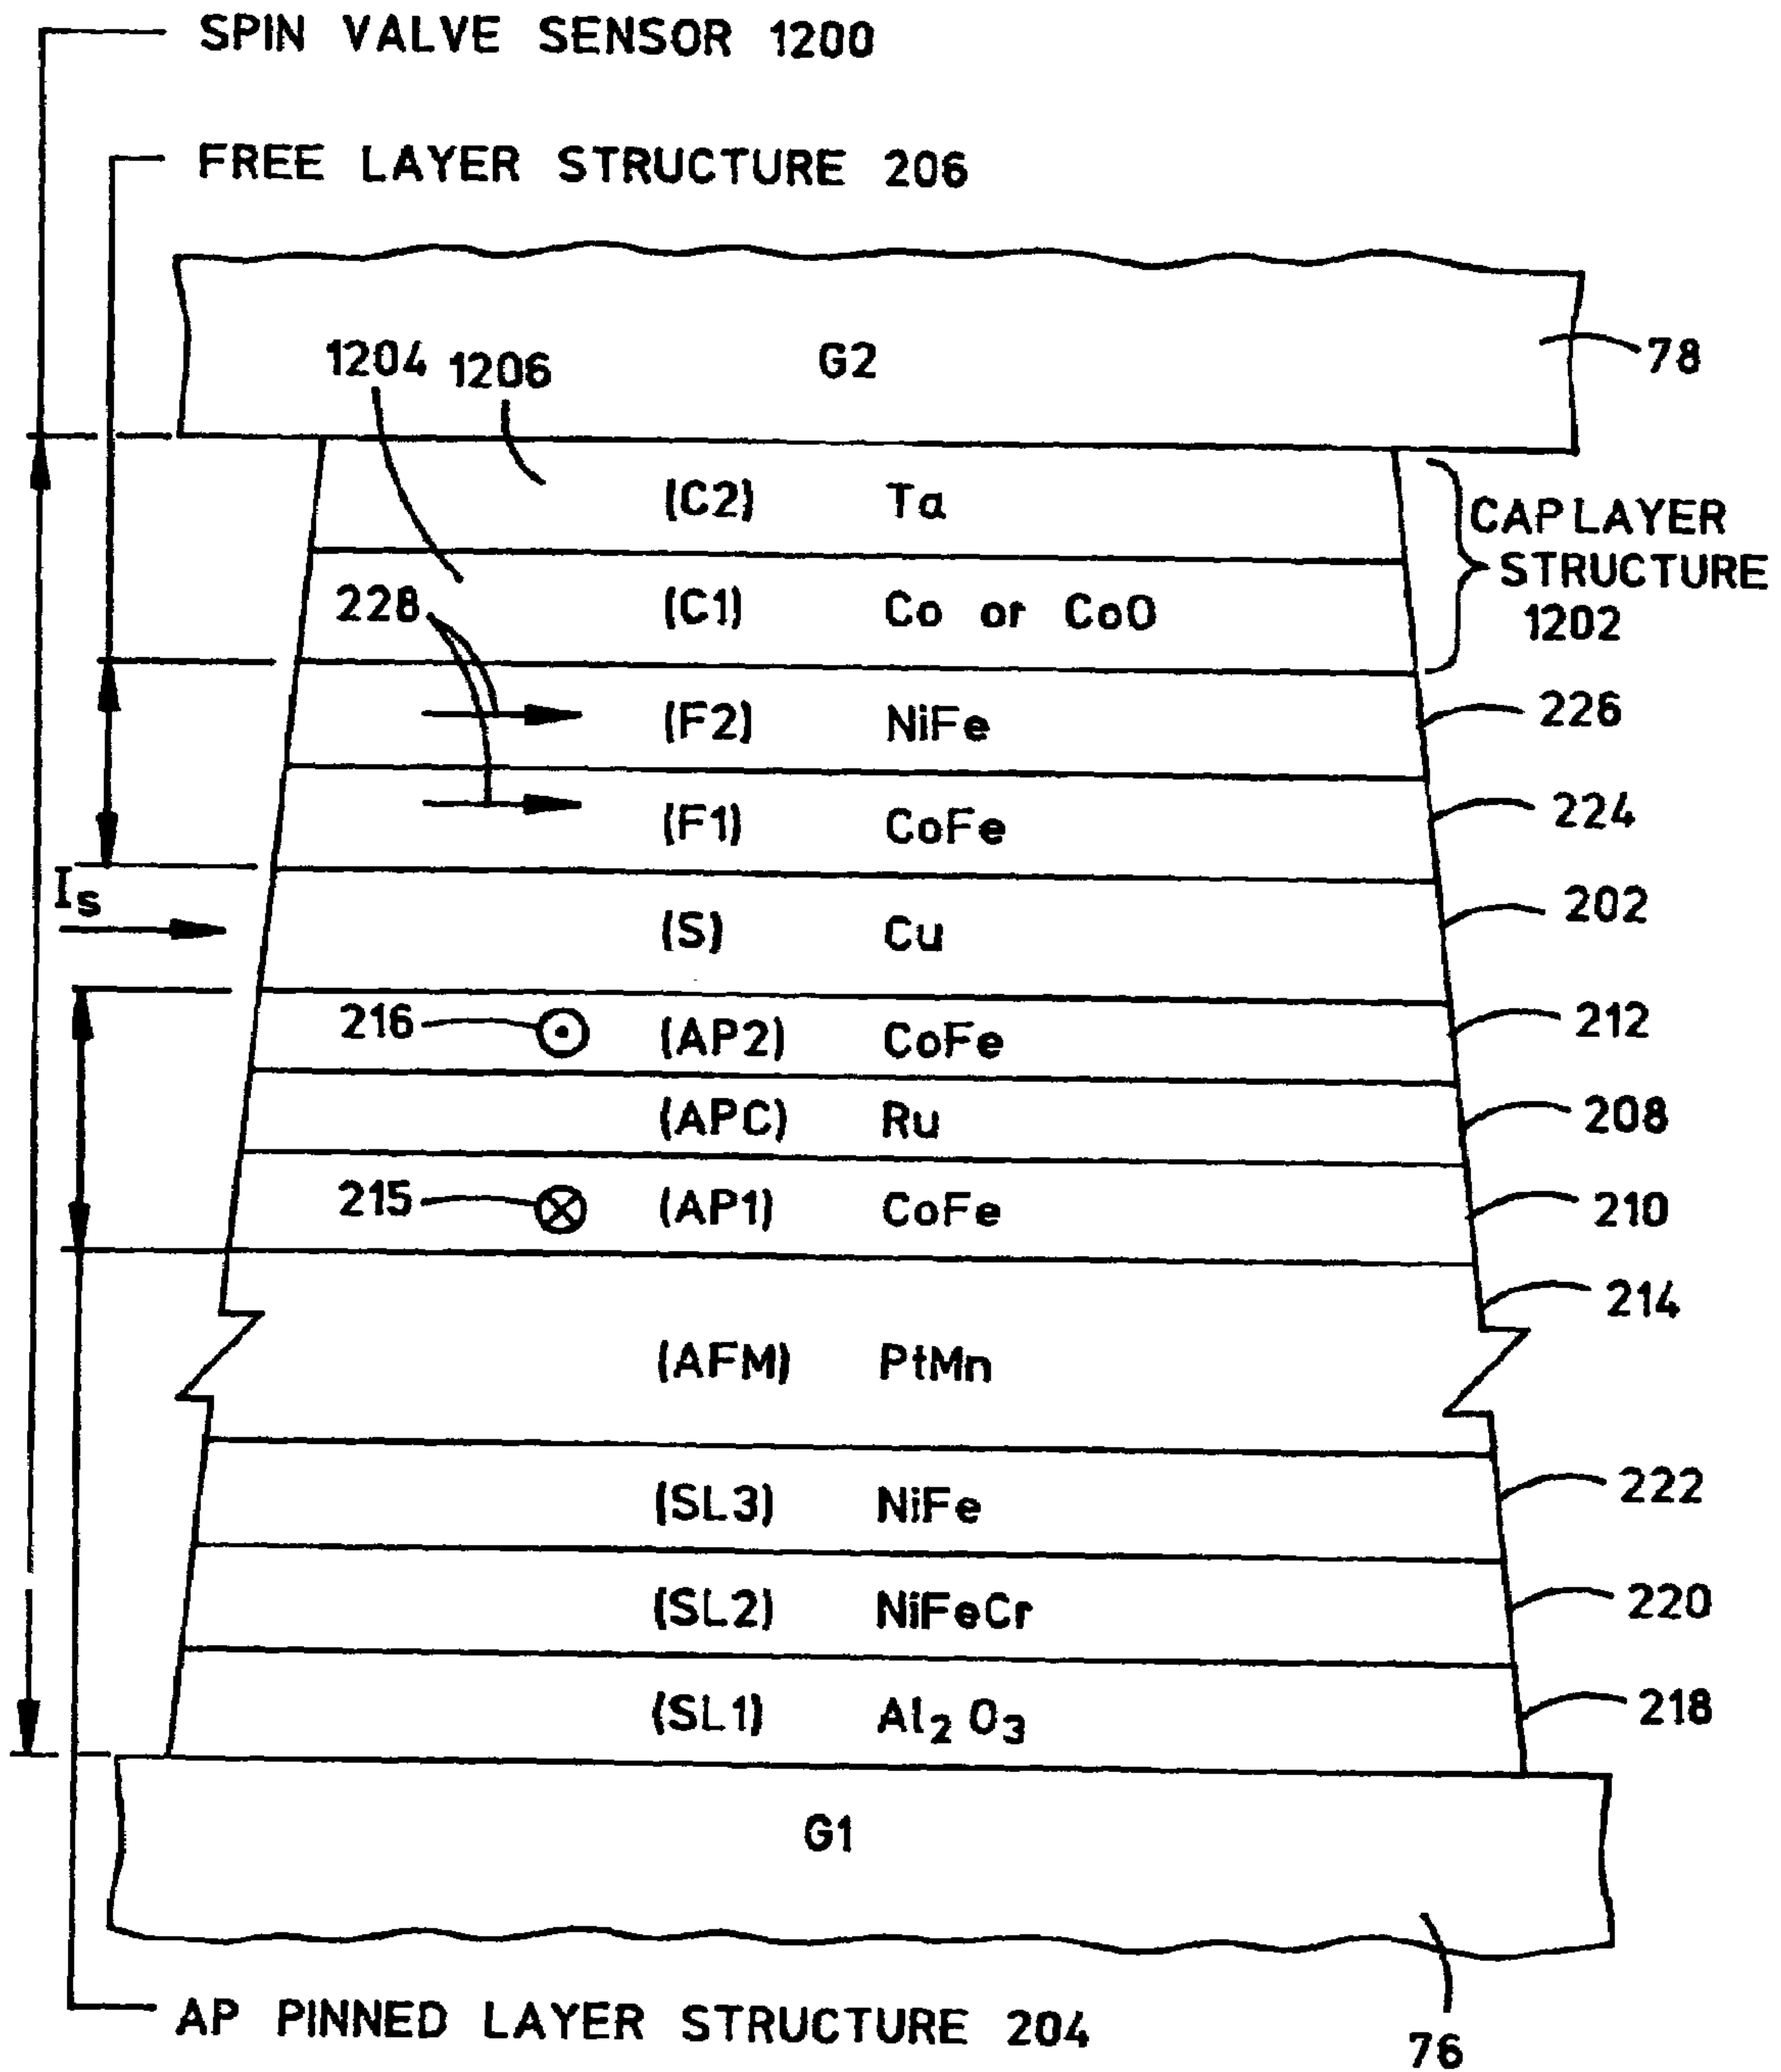 SPIN VALVE SENSOR 1200
FREE LAYER STRUCTURE 206
G2
78
1204 1206
(C2) Ta
CAP LAYER
STRUCTURE
1202
(C1) Co or CoO
228
(F2) NiFe
226
(F1) CoFe
224
Is
(S) Cu
202
216 (AP2) CoFe
212
(APC) Ru
208
215 (AP1) CoFe
210
214
(AFM) PtMn
(SL3) NiFe
222
(SL2) NiFeCr
220
(SL1) Al2O3
218
G1
AP PINNED LAYER STRUCTURE 204
76